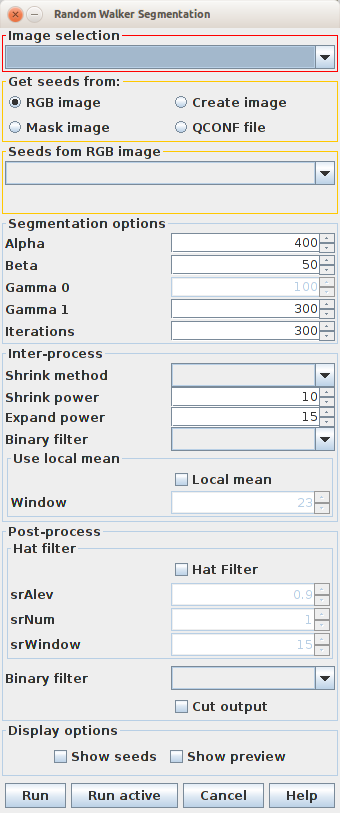 Random Walker Segmentation
Image selection
Get seeds from:
RGB image Create image
Mask image QCONF file
Seeds fom RGB image
Segmentation options
Alpha 400
Beta 50
Gamma 0 100
Gamma 1 300
Iterations 300
Inter-process
Shrink method
Shrink power 10
Expand power 15
Binary filter
Use local mean
Local mean
Window 23
Post-process
Hat filter
Hat Filter
srAlev 0.9
srNum 1
srWindow 15
Binary filter
Cut output
Display options
Show seeds Show preview
Run Run active Cancel Help